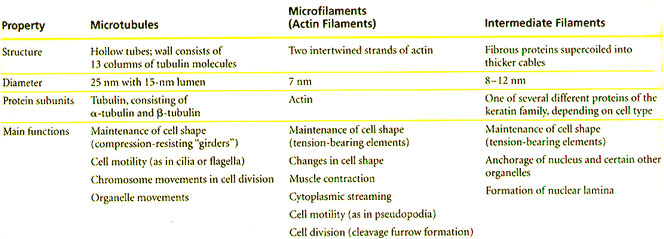 Property
Microtubules
Microfilaments
(Actin Filaments)
Intermediate Filaments
Structure
Hollow tubes; wall consists of
13 columns of tubulin molecules
Two intertwined strands of actin
Fibrous proteins supercoiled into
thicker cables
Diameter
25 nm with 15-nm lumen
7 nm
8–12 nm
Protein subunits
Tubulin, consisting of
α-tubulin and β-tubulin
Actin
One of several different proteins of the
keratin family, depending on cell type
Main functions
Maintenance of cell shape
(compression-resisting "girders")
Cell motility (as in cilia or flagella)
Chromosome movements in cell division
Organelle movements
Maintenance of cell shape
(tension-bearing elements)
Changes in cell shape
Muscle contraction
Cytoplasmic streaming
Cell motility (as in pseudopodia)
Cell division (cleavage furrow formation)
Maintenance of cell shape
(tension-bearing elements)
Anchorage of nucleus and certain other
organelles
Formation of nuclear lamina